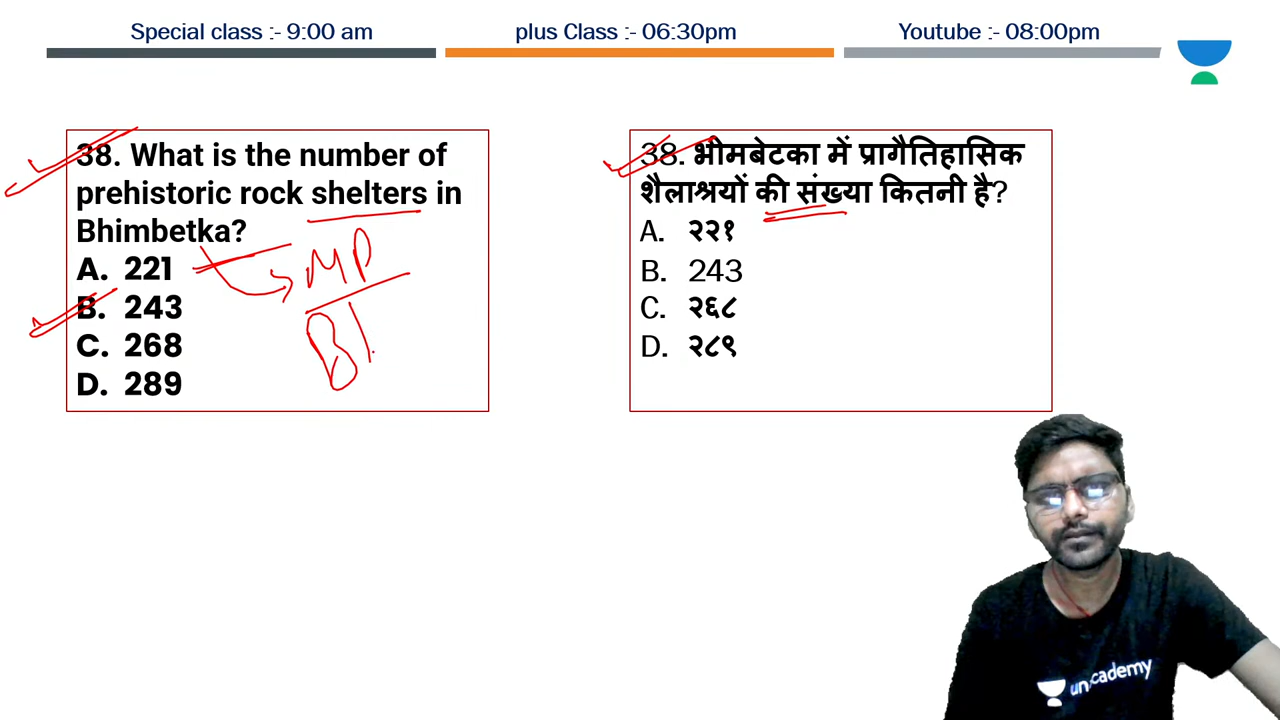 Special class :- 9:00 am
plus Class :- 06:30pm
Youtube :- 08:00pm
38. What is the number of
prehistoric rock shelters in
Bhimbetka?
A. 221
B. 243
C. 268
D. 289
MP
38. भीमबेटका में प्रागैतिहासिक
शैलाश्रयों की संख्या कितनी है?
A. २२१
B. 243
C. २६८
D. २८९
unacademy